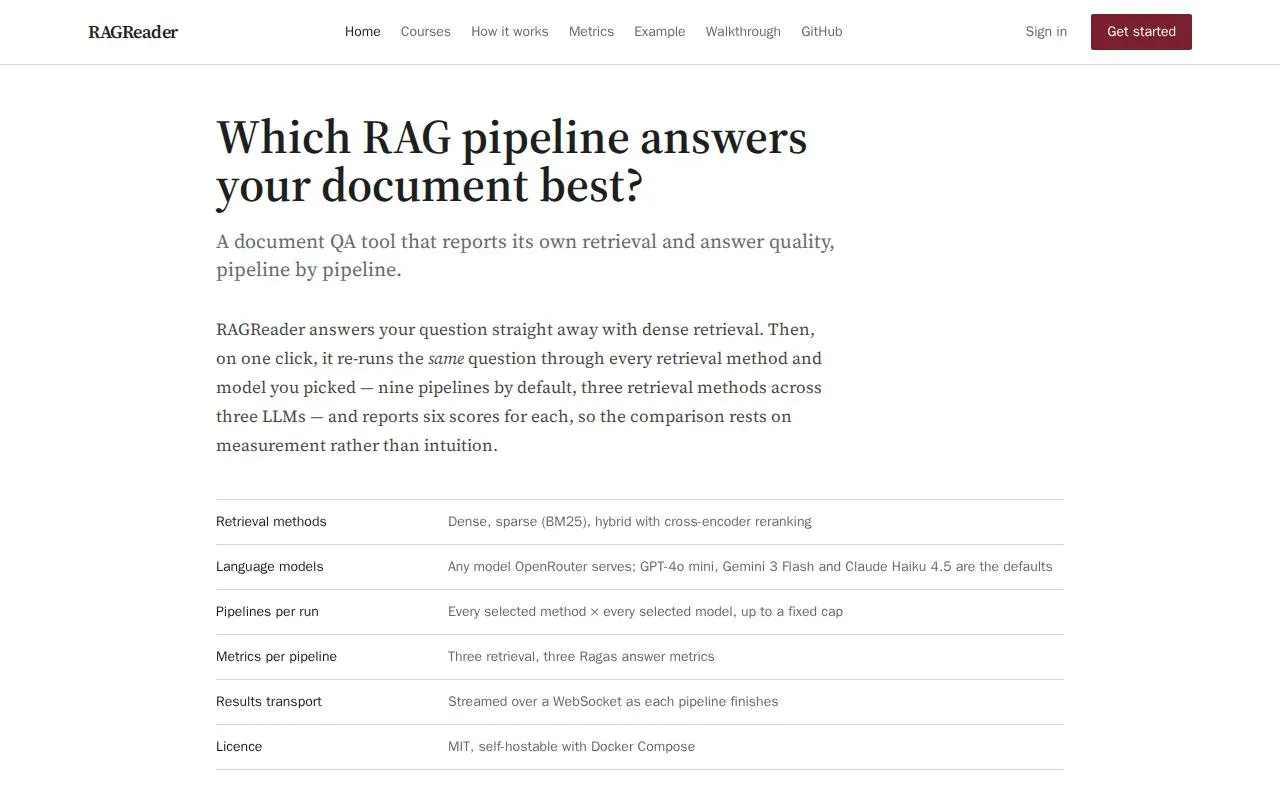 RAGReader
Home Courses How it works Metrics Example Walkthrough GitHub
Sign in Get started
Which RAG pipeline answers
your document best?
A document QA tool that reports its own retrieval and answer quality,
pipeline by pipeline.
RAGReader answers your question straight away with dense retrieval. Then,
on one click, it re-runs the same question through every retrieval method and
model you picked — nine pipelines by default, three retrieval methods across
three LLMs — and reports six scores for each, so the comparison rests on
measurement rather than intuition.
Retrieval methods Dense, sparse (BM25), hybrid with cross-encoder reranking
Language models Any model OpenRouter serves; GPT-4o mini, Gemini 3 Flash and Claude Haiku 4.5 are the defaults
Pipelines per run Every selected method × every selected model, up to a fixed cap
Metrics per pipeline Three retrieval, three Ragas answer metrics
Results transport Streamed over a WebSocket as each pipeline finishes
Licence MIT, self-hostable with Docker Compose